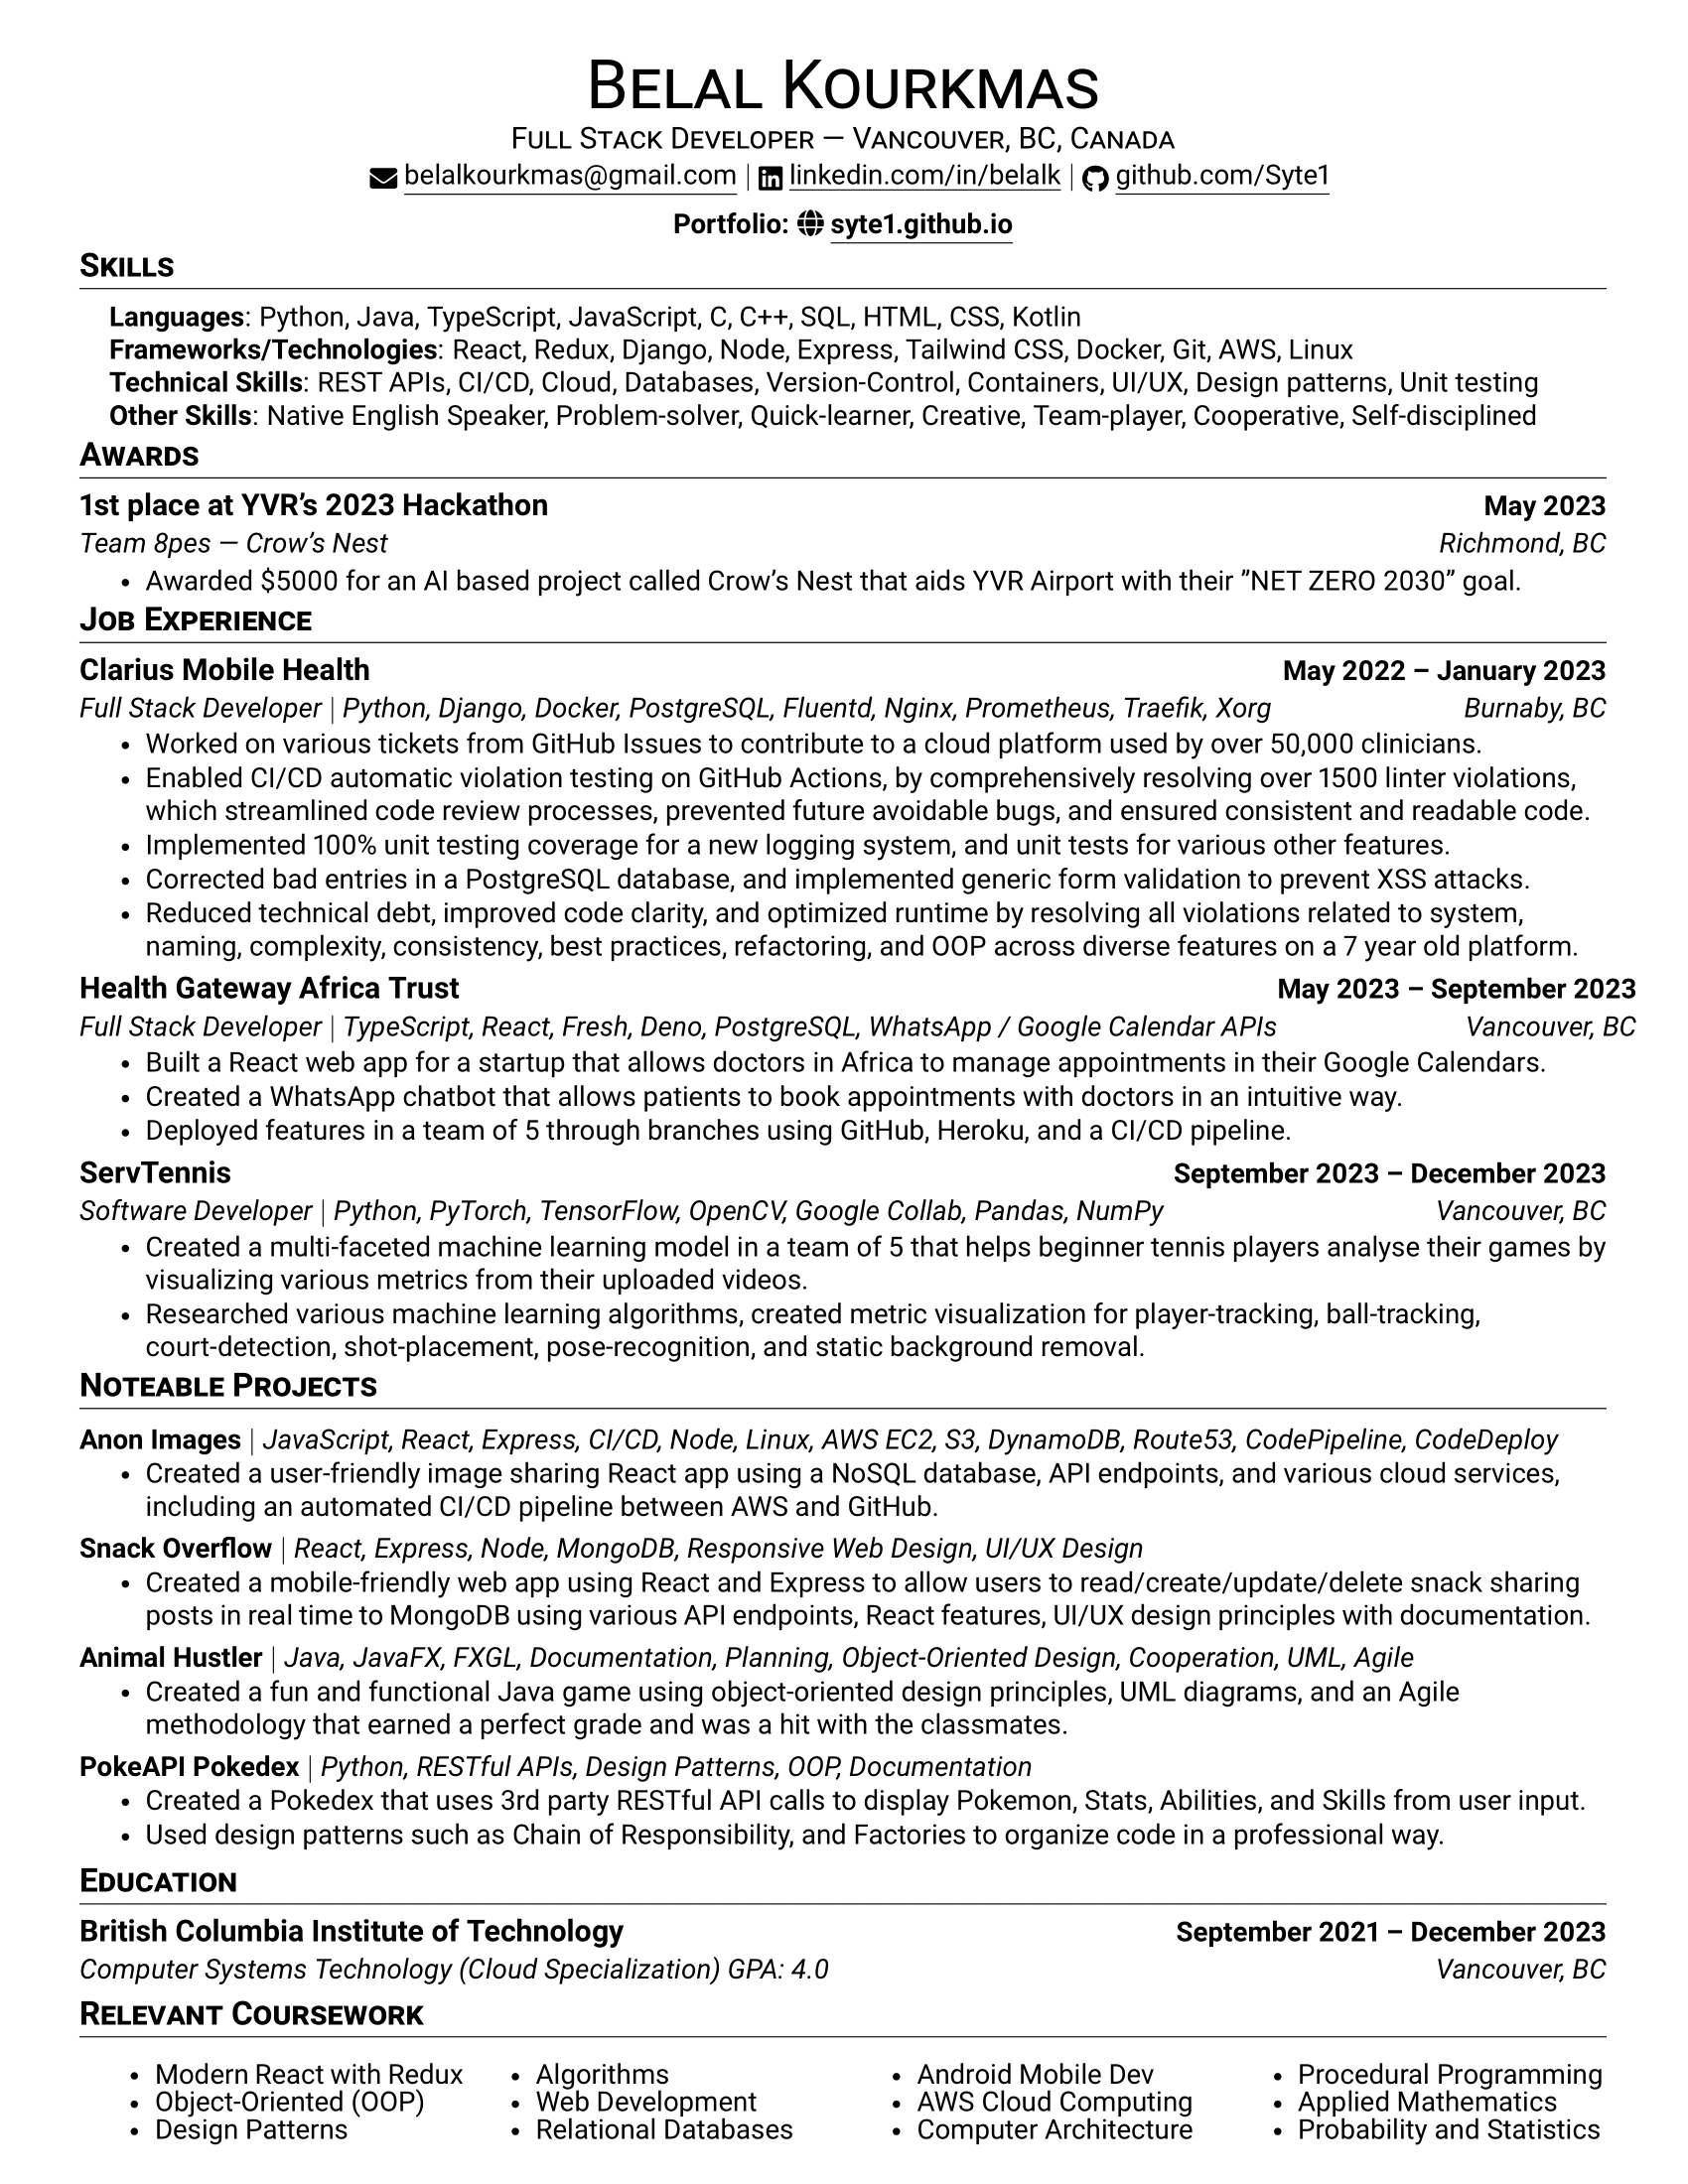 Belal Kourkmas
Full Stack Developer — Vancouver, BC, Canada
belalkourkmas@gmail.com | linkedin.com/in/belalk | github.com/Syte1
Portfolio: syte1.github.io
Skills
Languages: Python, Java, TypeScript, JavaScript, C, C++, SQL, HTML, CSS, Kotlin
Frameworks/Technologies: React, Redux, Django, Node, Express, Tailwind CSS, Docker, Git, AWS, Linux
Technical Skills: REST APIs, CI/CD, Cloud, Databases, Version-Control, Containers, UI/UX, Design patterns, Unit testing
Other Skills: Native English Speaker, Problem-solver, Quick-learner, Creative, Team-player, Cooperative, Self-disciplined
Awards
1st place at YVR’s 2023 Hackathon May 2023
Team 8pes — Crow’s Nest Richmond, BC
• Awarded $5000 for an AI based project called Crow’s Nest that aids YVR Airport with their ”NET ZERO 2030” goal.
Job Experience
Clarius Mobile Health May 2022 – January 2023
Full Stack Developer | Python, Django, Docker, PostgreSQL, Fluentd, Nginx, Prometheus, Traefik, Xorg Burnaby, BC
• Worked on various tickets from GitHub Issues to contribute to a cloud platform used by over 50,000 clinicians.
• Enabled CI/CD automatic violation testing on GitHub Actions, by comprehensively resolving over 1500 linter violations,
which streamlined code review processes, prevented future avoidable bugs, and ensured consistent and readable code.
• Implemented 100% unit testing coverage for a new logging system, and unit tests for various other features.
• Corrected bad entries in a PostgreSQL database, and implemented generic form validation to prevent XSS attacks.
• Reduced technical debt, improved code clarity, and optimized runtime by resolving all violations related to system,
naming, complexity, consistency, best practices, refactoring, and OOP across diverse features on a 7 year old platform.
Health Gateway Africa Trust May 2023 – September 2023
Full Stack Developer | TypeScript, React, Fresh, Deno, PostgreSQL, WhatsApp / Google Calendar APIs Vancouver, BC
• Built a React web app for a startup that allows doctors in Africa to manage appointments in their Google Calendars.
• Created a WhatsApp chatbot that allows patients to book appointments with doctors in an intuitive way.
• Deployed features in a team of 5 through branches using GitHub, Heroku, and a CI/CD pipeline.
ServTennis September 2023 – December 2023
Software Developer | Python, PyTorch, TensorFlow, OpenCV, Google Collab, Pandas, NumPy Vancouver, BC
• Created a multi-faceted machine learning model in a team of 5 that helps beginner tennis players analyse their games by
visualizing various metrics from their uploaded videos.
• Researched various machine learning algorithms, created metric visualization for player-tracking, ball-tracking,
court-detection, shot-placement, pose-recognition, and static background removal.
Noteable Projects
Anon Images | JavaScript, React, Express, CI/CD, Node, Linux, AWS EC2, S3, DynamoDB, Route53, CodePipeline, CodeDeploy
• Created a user-friendly image sharing React app using a NoSQL database, API endpoints, and various cloud services,
including an automated CI/CD pipeline between AWS and GitHub.
Snack Overflow | React, Express, Node, MongoDB, Responsive Web Design, UI/UX Design
• Created a mobile-friendly web app using React and Express to allow users to read/create/update/delete snack sharing
posts in real time to MongoDB using various API endpoints, React features, UI/UX design principles with documentation.
Animal Hustler | Java, JavaFX, FXGL, Documentation, Planning, Object-Oriented Design, Cooperation, UML, Agile
• Created a fun and functional Java game using object-oriented design principles, UML diagrams, and an Agile
methodology that earned a perfect grade and was a hit with the classmates.
PokeAPI Pokedex | Python, RESTful APIs, Design Patterns, OOP, Documentation
• Created a Pokedex that uses 3rd party RESTful API calls to display Pokemon, Stats, Abilities, and Skills from user input.
• Used design patterns such as Chain of Responsibility, and Factories to organize code in a professional way.
Education
British Columbia Institute of Technology September 2021 – December 2023
Computer Systems Technology (Cloud Specialization) GPA: 4.0 Vancouver, BC
Relevant Coursework
• Modern React with Redux • Algorithms • Android Mobile Dev • Procedural Programming
• Object-Oriented (OOP) • Web Development • AWS Cloud Computing • Applied Mathematics
• Design Patterns • Relational Databases • Computer Architecture • Probability and Statistics